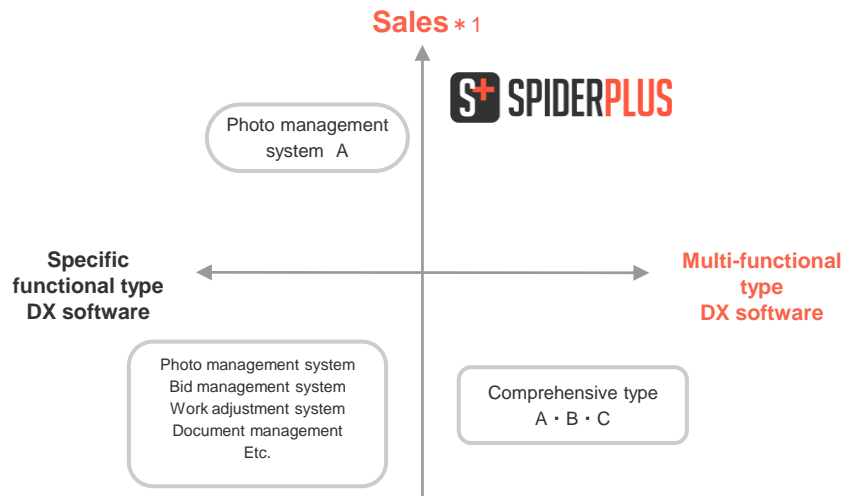 Sales *1
S+ SPIDERPLUS
Photo management
system A
Specific
functional type
DX software
Multi-functional
type
DX software
Photo management system
Bid management system
Work adjustment system
Document management
Etc.
Comprehensive type
A・B・C